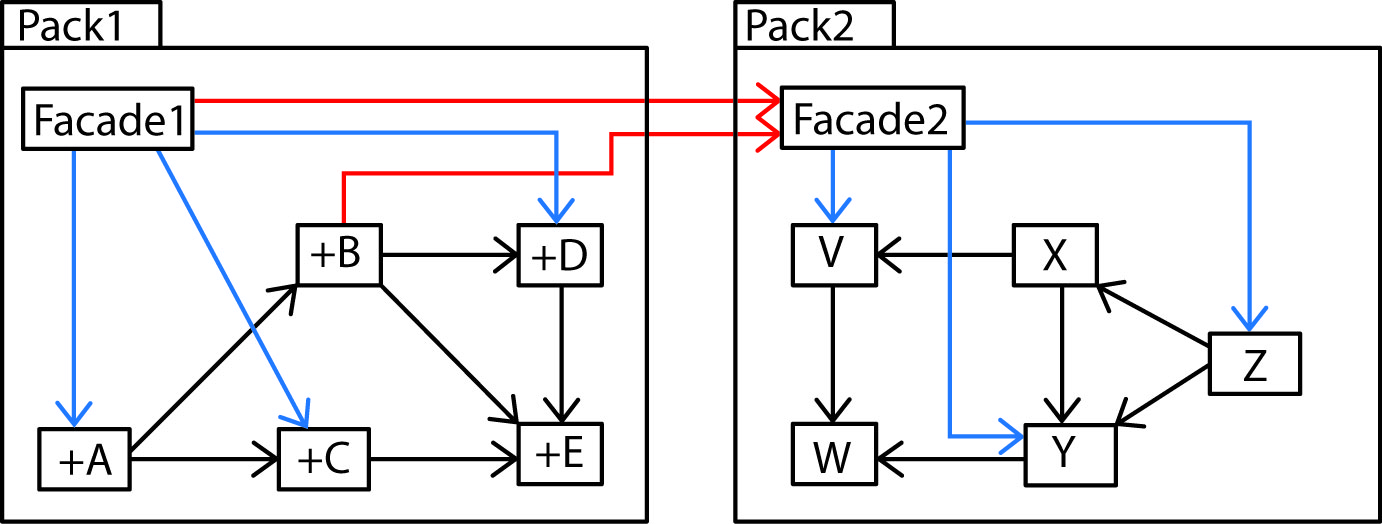 Pack1
Pack2
Facade1
Facade2
+B
+D
V
X
Z
+A
+C
+E
W
Y